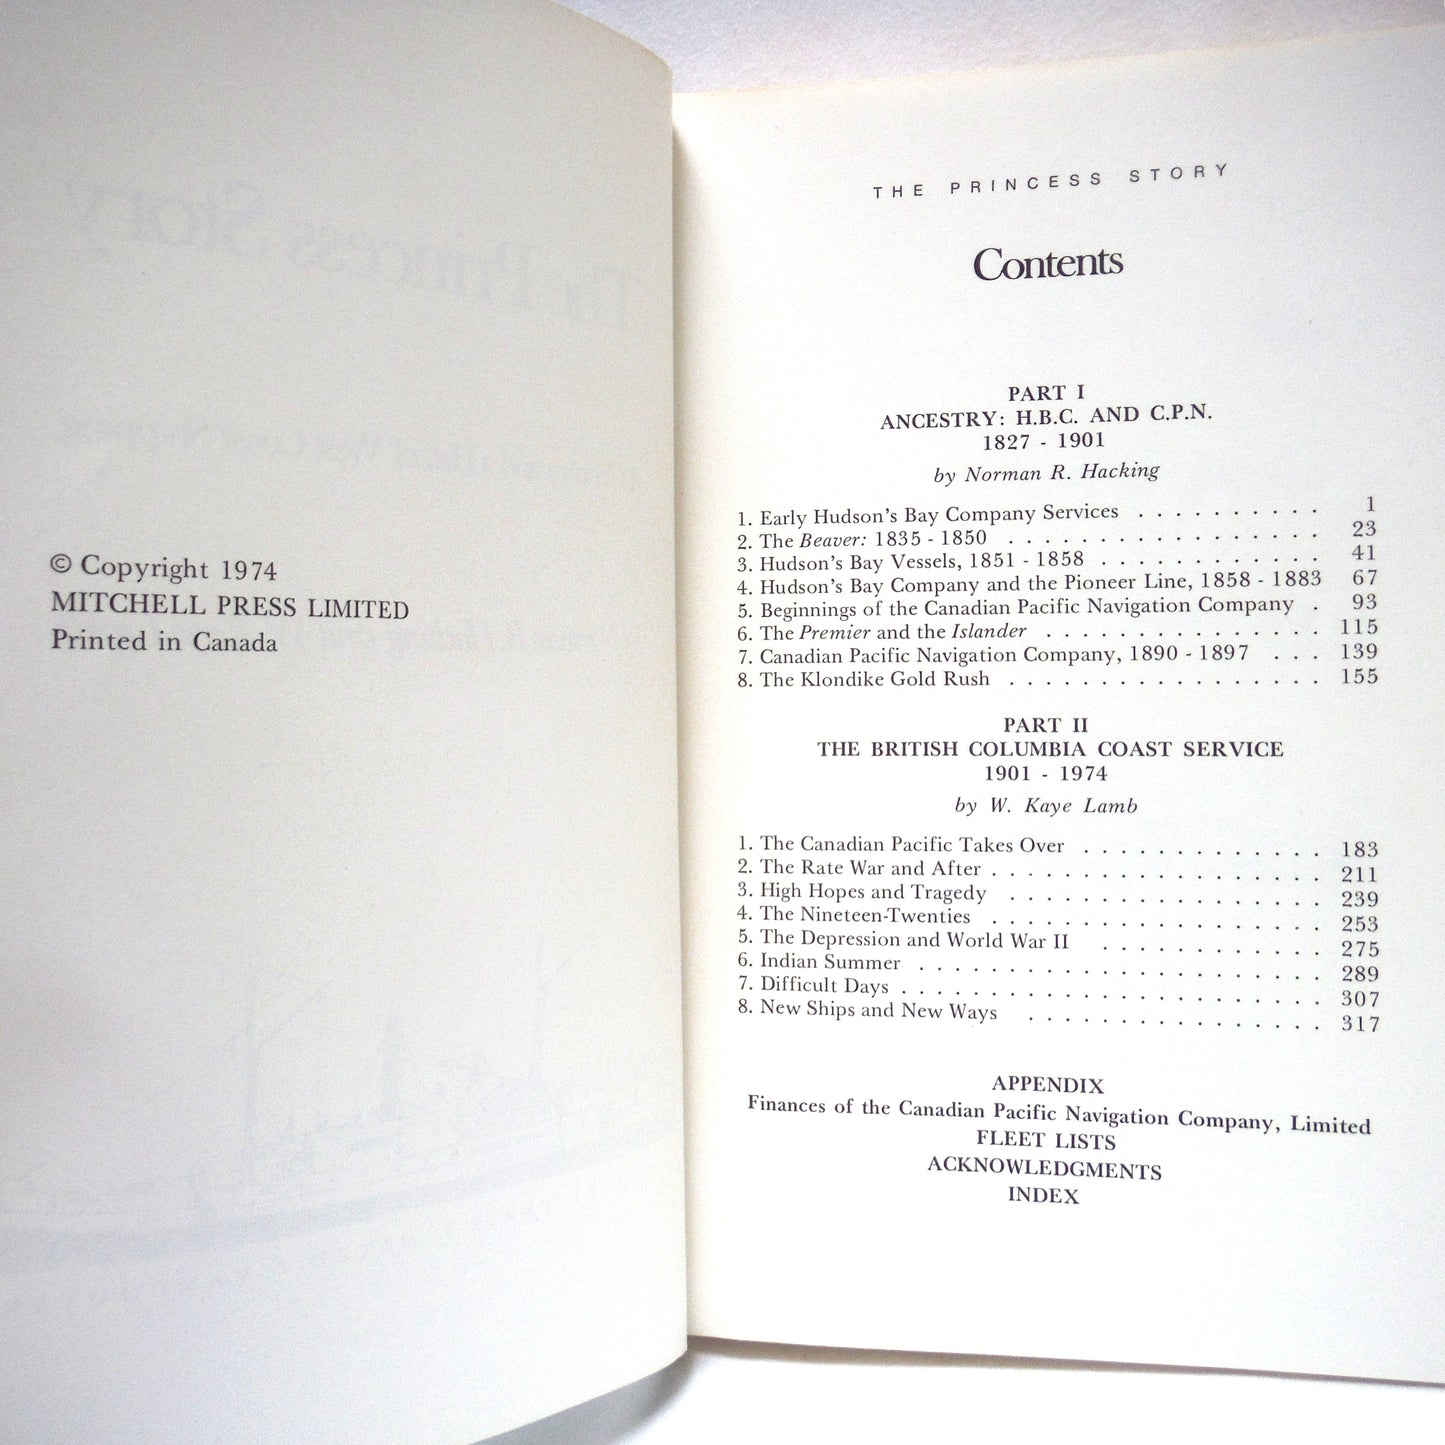 © Copyright 1974
MITCHELL PRESS LIMITED
Printed in Canada
THE PRINCESS STORY
Contents
PART I
ANCESTRY: H.B.C. AND C.P.N.
1827 - 1901
by Norman R. Hacking
1. Early Hudson's Bay Company Services . . . . . . . . . . 1
2. The Beaver: 1835 - 1850 . . . . . . . . . . . . . . . . . 23
3. Hudson's Bay Vessels, 1851 - 1858 . . . . . . . . . . . . 41
4. Hudson's Bay Company and the Pioneer Line, 1858 - 1883 67
5. Beginnings of the Canadian Pacific Navigation Company . 93
6. The Premier and the Islander . . . . . . . . . . . . . . . 115
7. Canadian Pacific Navigation Company, 1890 - 1897 . . . 139
8. The Klondike Gold Rush . . . . . . . . . . . . . . . . . 155
PART II
THE BRITISH COLUMBIA COAST SERVICE
1901 - 1974
by W. Kaye Lamb
1. The Canadian Pacific Takes Over . . . . . . . . . . . . . 183
2. The Rate War and After . . . . . . . . . . . . . . . . . . 211
3. High Hopes and Tragedy . . . . . . . . . . . . . . . . . 239
4. The Nineteen-Twenties . . . . . . . . . . . . . . . . . . 253
5. The Depression and World War II . . . . . . . . . . . . 275
6. Indian Summer . . . . . . . . . . . . . . . . . . . . . . 289
7. Difficult Days . . . . . . . . . . . . . . . . . . . . . . . 307
8. New Ships and New Ways . . . . . . . . . . . . . . . . 317
APPENDIX
Finances of the Canadian Pacific Navigation Company, Limited
FLEET LISTS
ACKNOWLEDGMENTS
INDEX